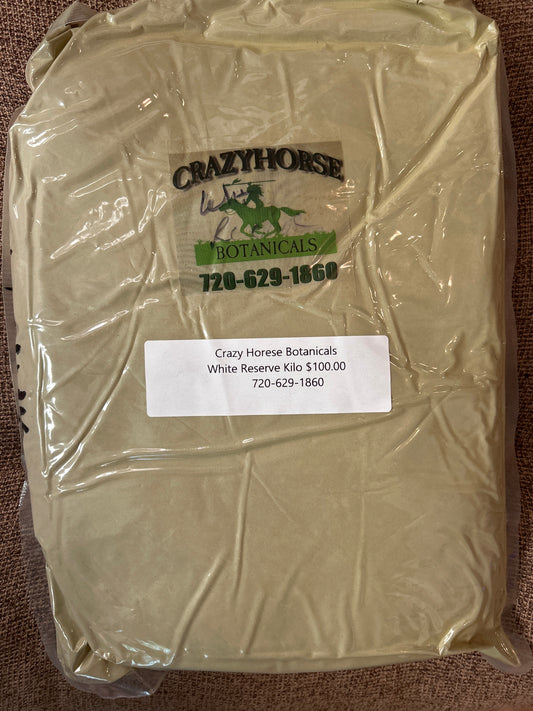 CRAZYHORSE
BOTANICALS
720-629-1860
Crazy Horese Botanicals
White Reserve Kilo $100.00
720-629-1860